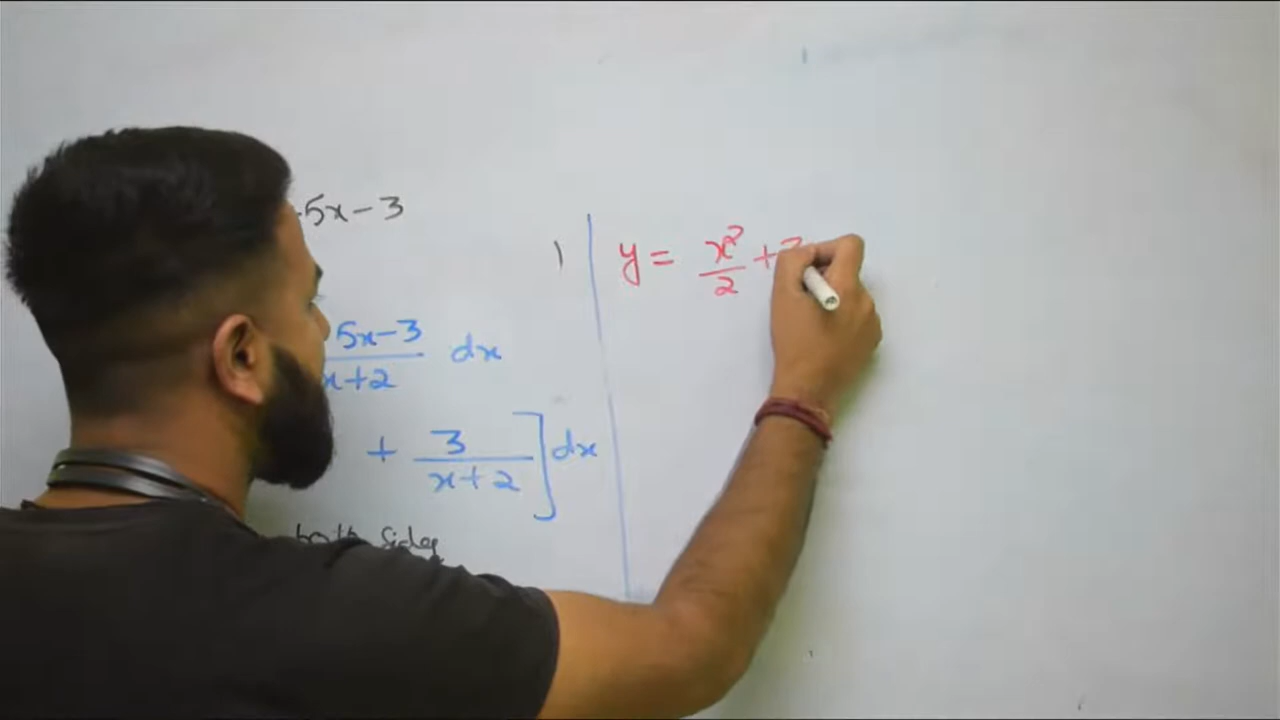 5x-3
5x-3 / x+2 dx
+ 3 / x+2 ] dx
both sides
y = x² / 2 +